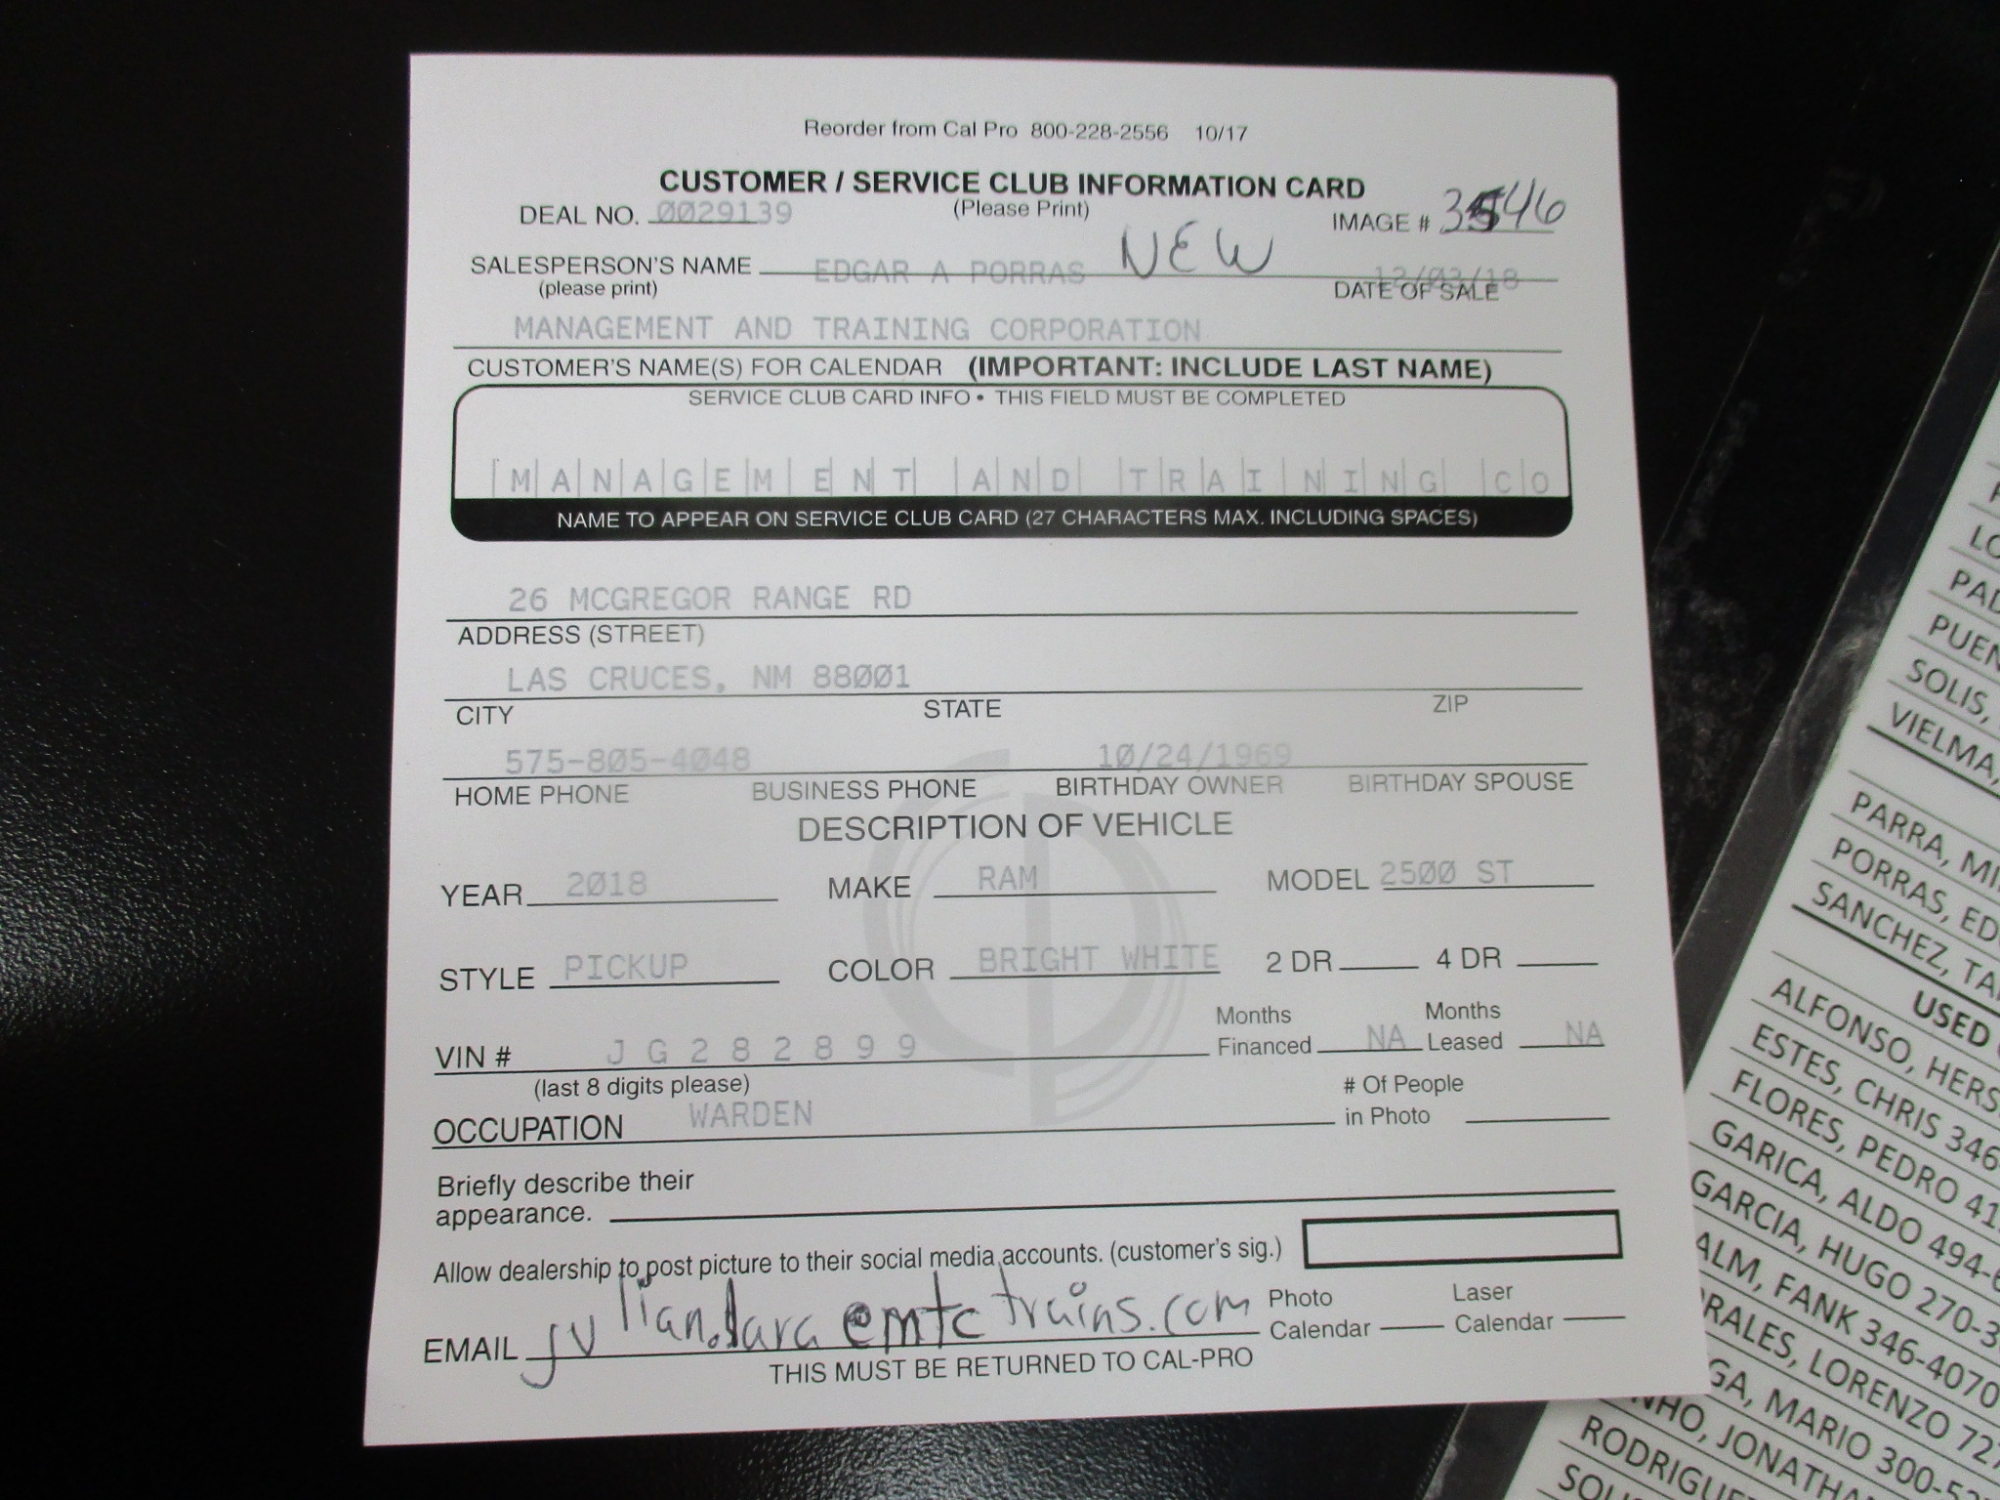 Reorder from Cal Pro 800-228-2556 10/17
CUSTOMER / SERVICE CLUB INFORMATION CARD
DEAL NO. 0029139 (Please Print) IMAGE # 3546
NEW
SALESPERSON'S NAME EDGAR A PORRAS 12/03/18
(please print) DATE OF SALE
MANAGEMENT AND TRAINING CORPORATION
CUSTOMER'S NAME(S) FOR CALENDAR (IMPORTANT: INCLUDE LAST NAME)
SERVICE CLUB CARD INFO • THIS FIELD MUST BE COMPLETED
MANAGEMENT AND TRAINING CO
NAME TO APPEAR ON SERVICE CLUB CARD (27 CHARACTERS MAX. INCLUDING SPACES)
26 MCGREGOR RANGE RD
ADDRESS (STREET)
LAS CRUCES, NM 88001
CITY STATE ZIP
575-805-4048 10/24/1969
HOME PHONE BUSINESS PHONE BIRTHDAY OWNER BIRTHDAY SPOUSE
DESCRIPTION OF VEHICLE
YEAR 2018 MAKE RAM MODEL 2500 ST
STYLE PICKUP COLOR BRIGHT WHITE 2 DR 4 DR
Months Months
VIN # JG282899 Financed NA Leased NA
(last 8 digits please) # Of People
OCCUPATION WARDEN in Photo
Briefly describe their
appearance.
Allow dealership to post picture to their social media accounts. (customer's sig.)
Photo Laser
EMAIL julian.lara@mtctrains.com Calendar Calendar
THIS MUST BE RETURNED TO CAL-PRO
SOLIS,
VIELMA,
PARRA,
PORRAS,
SANCHEZ,
USED
ALFONSO,
ESTES, CHRIS 346
FLORES, PEDRO
GARICA, ALDO 494
GARCIA, HUGO 270
FANK 346-4070
LORENZO
MARIO